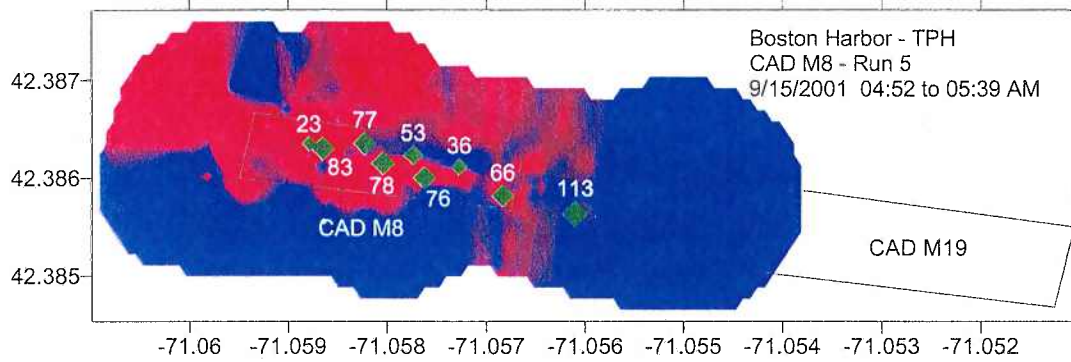 Boston Harbor - TPH
CAD M8 - Run 5
9/15/2001 04:52 to 05:39 AM
42.387
23
77
53
36
83
78
76
66
113
42.386
CAD M8
CAD M19
42.385
-71.06 -71.059 -71.058 -71.057 -71.056 -71.055 -71.054 -71.053 -71.052